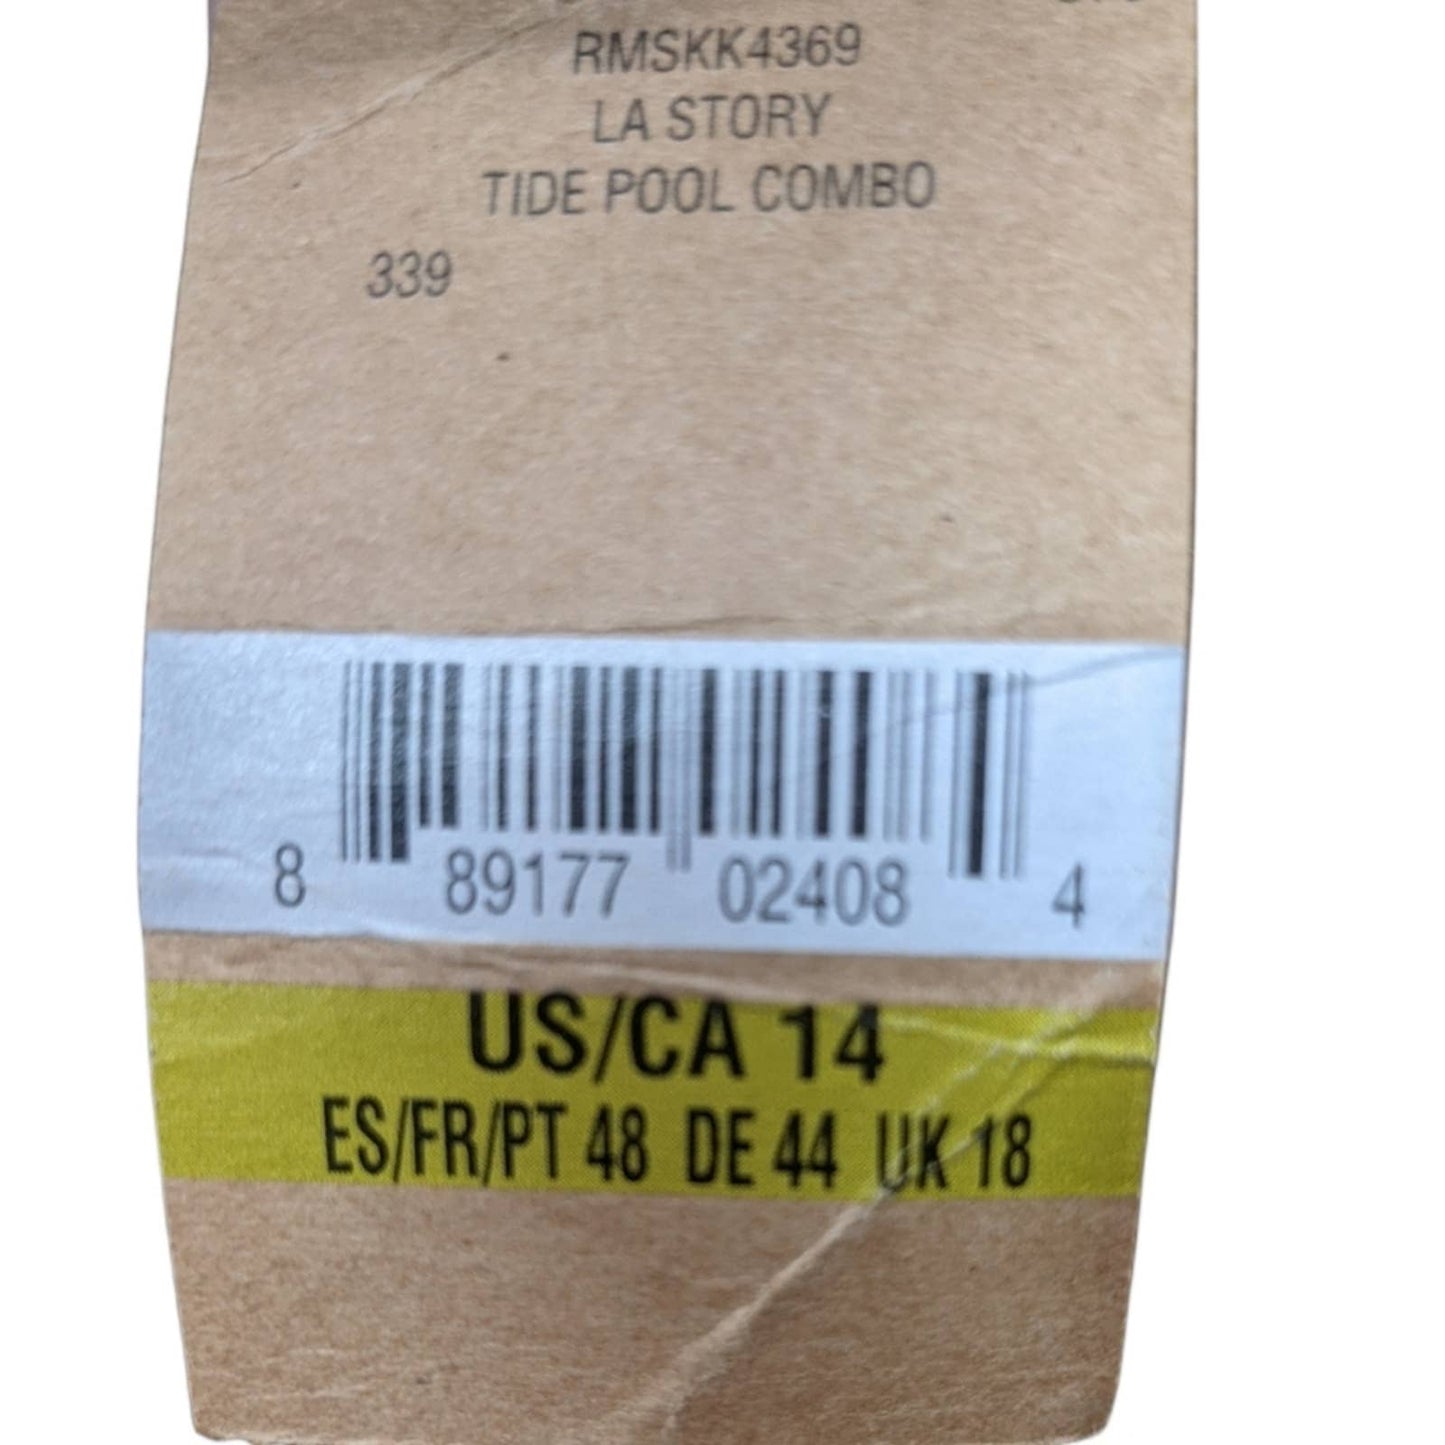 RMSKK4369
LA STORY
TIDE POOL COMBO
339
8 89177 02408 4
US/CA 14
ES/FR/PT 48 DE 44 UK 18